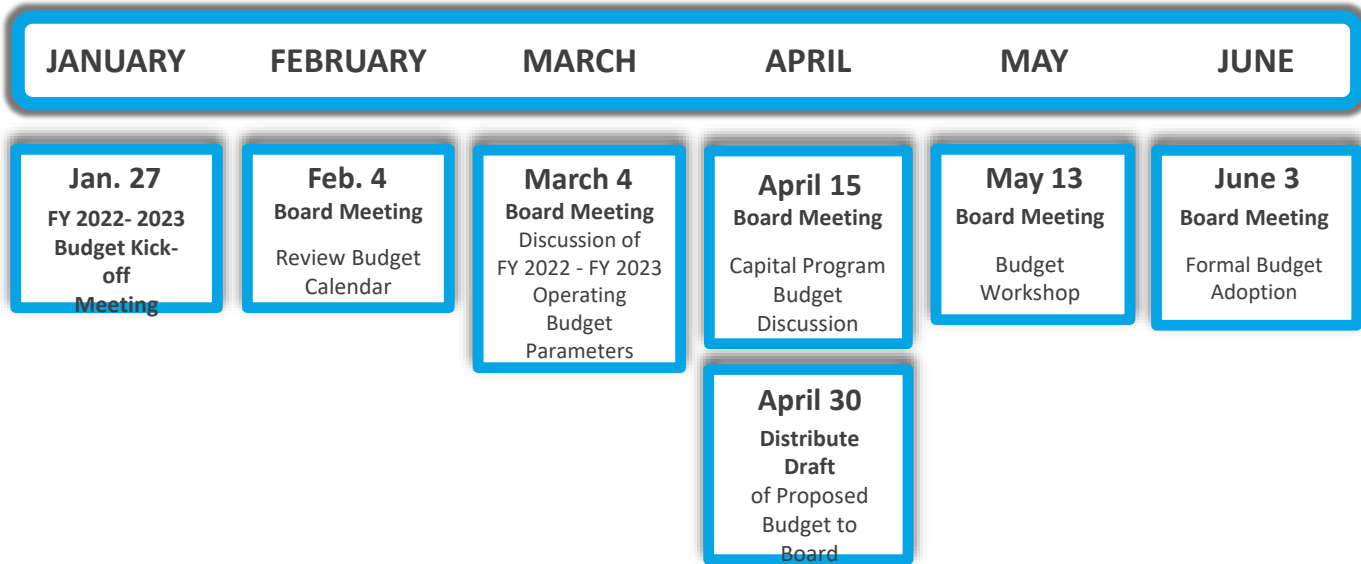 JANUARY
FEBRUARY
MARCH
APRIL
MAY
JUNE
Jan. 27
FY 2022- 2023
Budget Kick-
off
Meeting
Feb. 4
Board Meeting
Review Budget
Calendar
March 4
Board Meeting
Discussion of
FY 2022 - FY 2023
Operating
Budget
Parameters
April 15
Board Meeting
Capital Program
Budget
Discussion
April 30
Distribute
Draft
of Proposed
Budget to
Board
May 13
Board Meeting
Budget
Workshop
June 3
Board Meeting
Formal Budget
Adoption